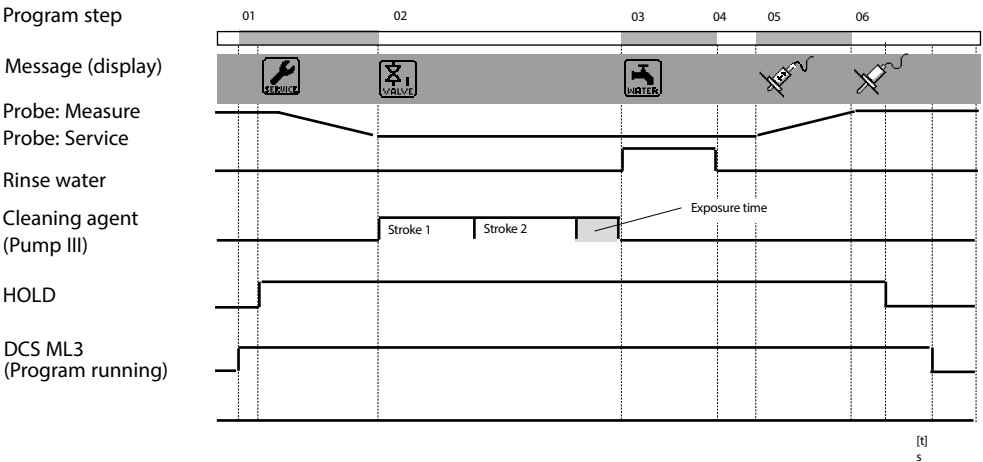 Program step 01 02 03 04 05 06
Message (display) SERVICE VALVE WATER
Probe: Measure
Probe: Service
Rinse water
Cleaning agent
(Pump III)
Stroke 1 Stroke 2 Exposure time
HOLD
DCS ML3
(Program running)
[t]
s